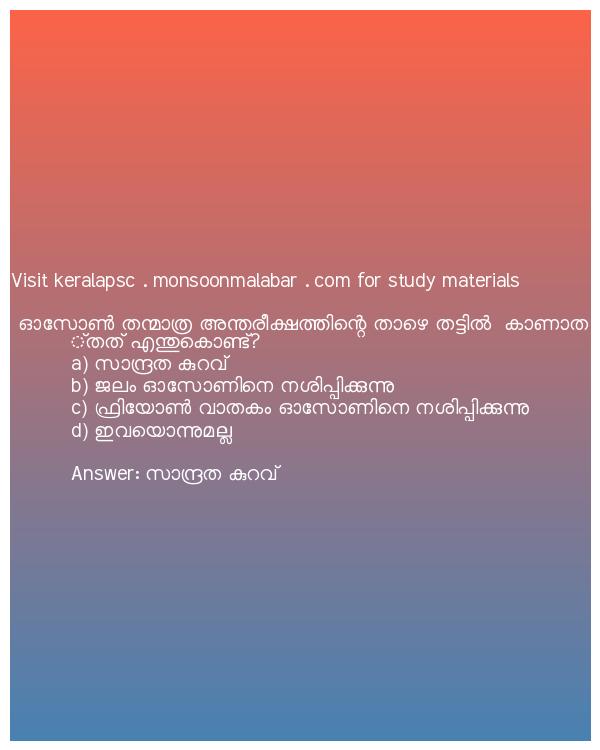 Visit keralapsc . monsoonmalabar . com for study materials
ഓസോൺ തന്മാത്ര അന്തരീക്ഷത്തിന്റെ താഴെ തട്ടിൽ കാണാത
്തത് എന്തുകൊണ്ട്?
a) സാന്ദ്രത കുറവ്
b) ജലം ഓസോണിനെ നശിപ്പിക്കുന്നു
c) ഫ്രിയോൺ വാതകം ഓസോണിനെ നശിപ്പിക്കുന്നു
d) ഇവയൊന്നുമല്ല
Answer: സാന്ദ്രത കുറവ്